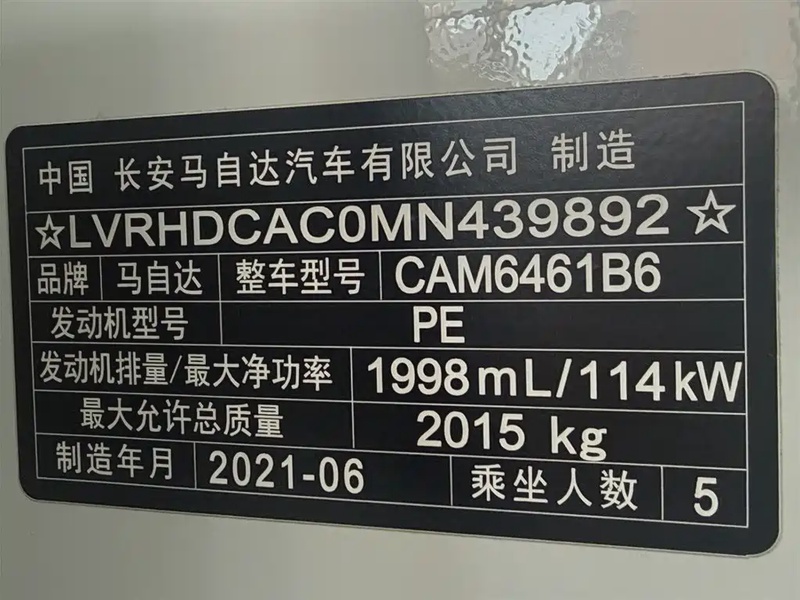 中国 长安马自达汽车有限公司 制造
☆LVRHDCAC0MN439892☆
品牌 马自达 整车型号 CAM6461B6
发动机型号 PE
发动机排量/最大净功率 1998mL/114kW
最大允许总质量 2015 kg
制造年月 2021-06 乘坐人数 5